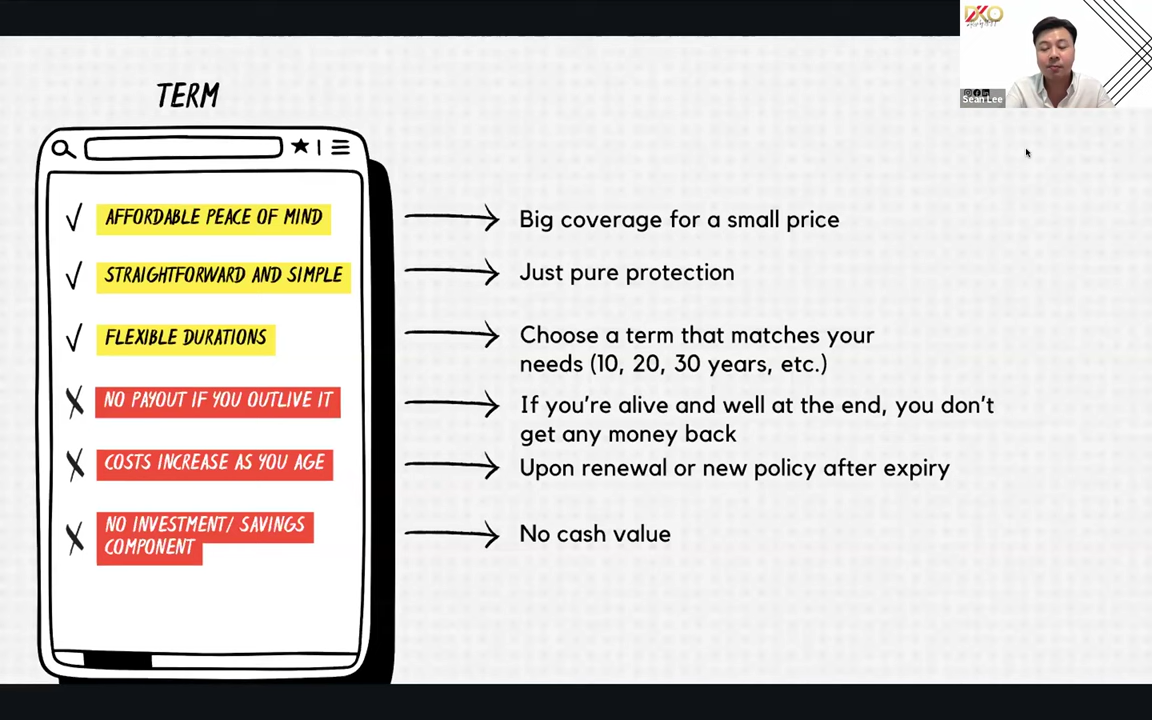 DKO
Sean Lee
TERM
AFFORDABLE PEACE OF MIND
Big coverage for a small price
STRAIGHTFORWARD AND SIMPLE
Just pure protection
FLEXIBLE DURATIONS
Choose a term that matches your
needs (10, 20, 30 years, etc.)
NO PAYOUT IF YOU OUTLIVE IT
If you’re alive and well at the end, you don’t
get any money back
COSTS INCREASE AS YOU AGE
Upon renewal or new policy after expiry
NO INVESTMENT/ SAVINGS
COMPONENT
No cash value